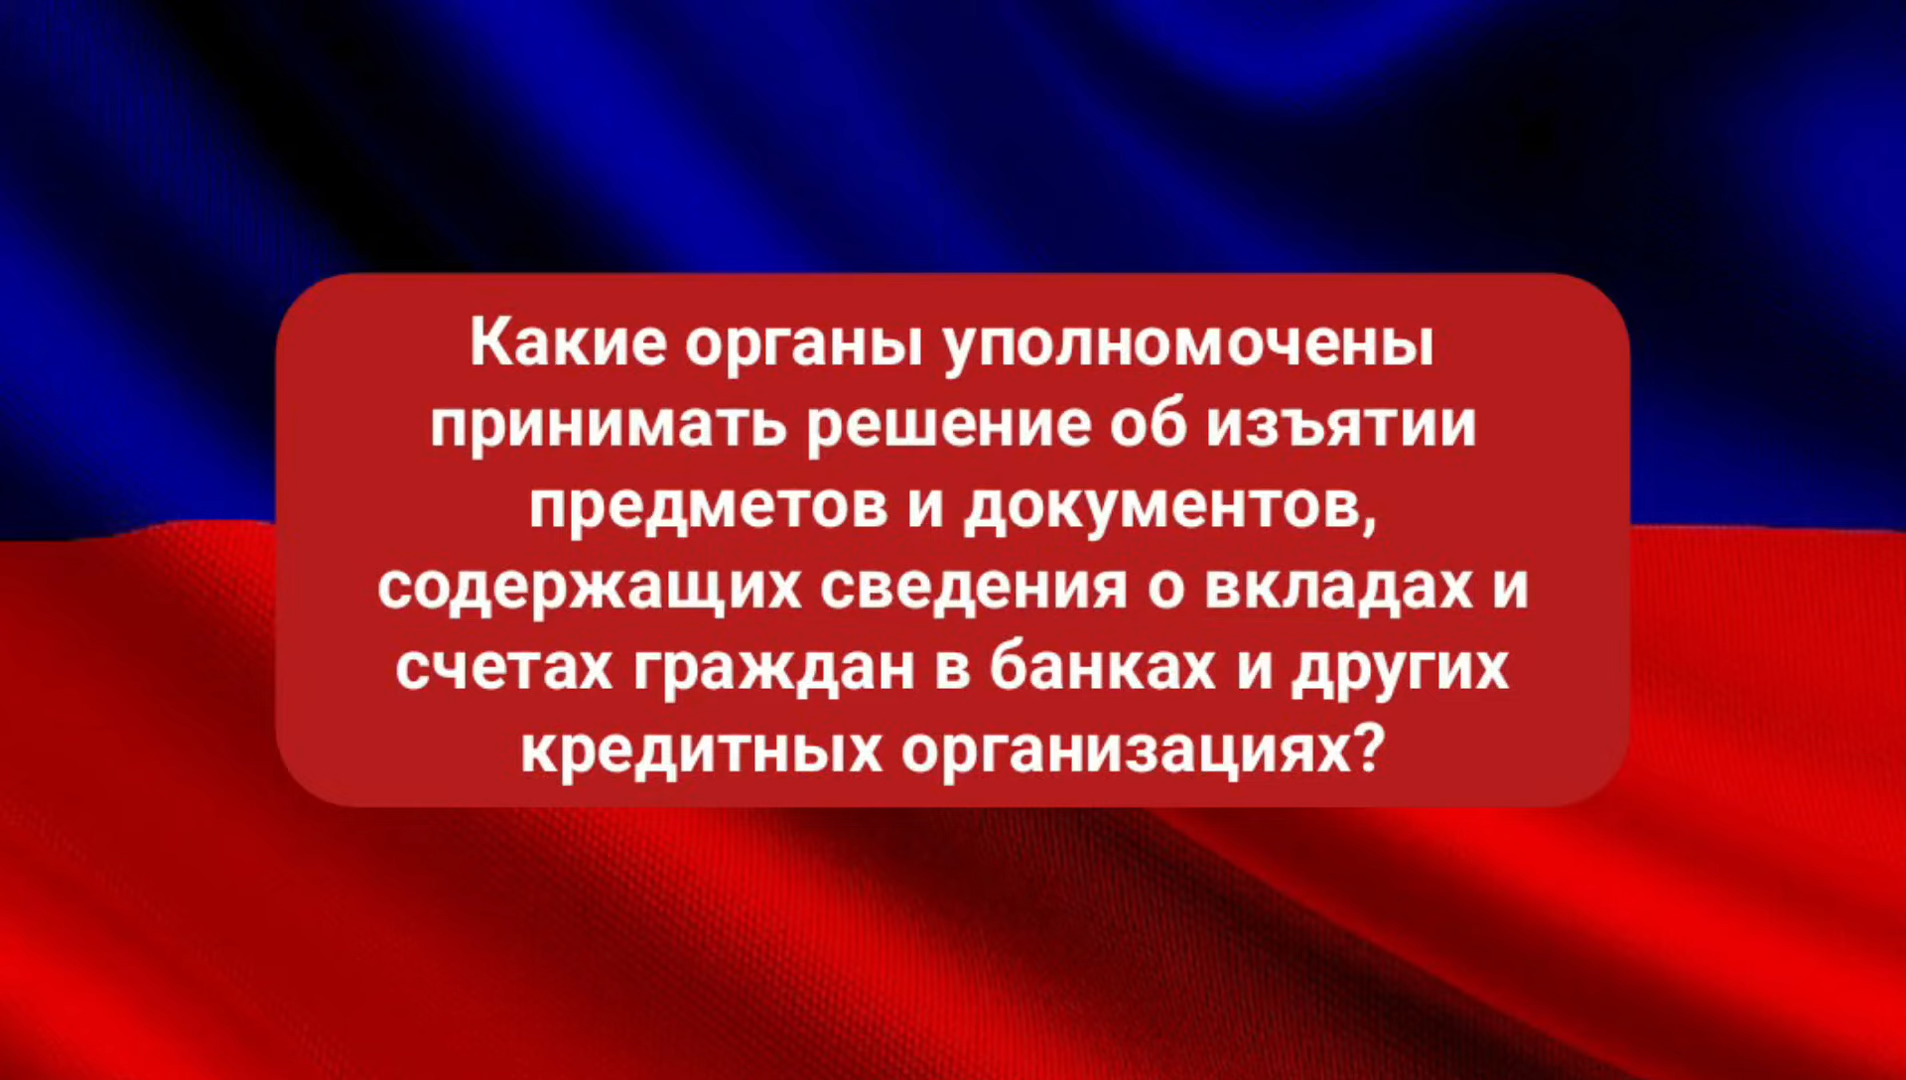 Какие органы уполномочены
принимать решение об изъятии
предметов и документов,
содержащих сведения о вкладах и
счетах граждан в банках и других
кредитных организациях?